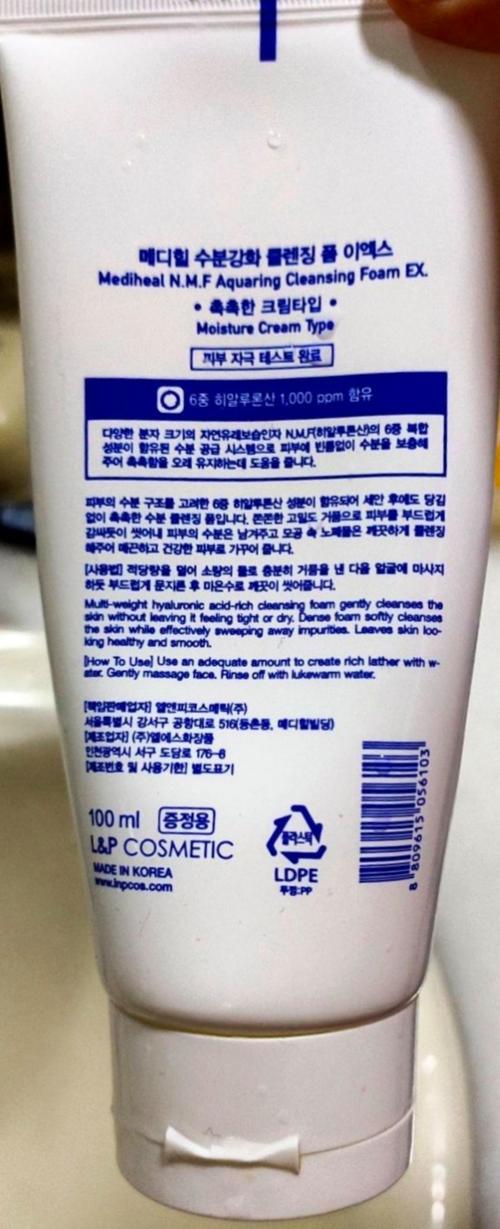 메디힐 수분강화 클렌징 폼 이엑스
Mediheal N.M.F Aquaring Cleansing Foam EX.
• 촉촉한 크림타입 •
Moisture Cream Type
피부 자극 테스트 완료
6중 히알루론산 1,000 ppm 함유
다양한 분자 크기의 자연유래보습인자 N.M.F(히알루론산)의 6중 복합
성분이 함유된 수분 공급 시스템으로 피부에 빈틈없이 수분을 보충해
주어 촉촉함을 오래 유지하는데 도움을 줍니다.
피부의 수분 구조를 고려한 6중 히알루론산 성분이 함유되어 세안 후에도 당김
없이 촉촉한 수분 클렌징 폼입니다. 쫀쫀한 고밀도 거품으로 피부를 부드럽게
감싸듯이 씻어내 피부의 수분은 남겨주고 모공 속 노폐물은 깨끗하게 클렌징
해주어 매끈하고 건강한 피부로 가꾸어 줍니다.
[사용법] 적당량을 덜어 소량의 물로 충분히 거품을 낸 다음 얼굴에 마사지
하듯 부드럽게 문지른 후 미온수로 깨끗이 씻어줍니다.
Multi-weight hyaluronic acid-rich cleansing foam gently cleanses the
skin without leaving it feeling tight or dry. Dense foam softly cleanses
the skin while effectively sweeping away impurities. Leaves skin loo-
king healthy and smooth.
[How To Use] Use an adequate amount to create rich lather with w-
ater. Gently massage face. Rinse off with lukewarm water.
[책임판매업자] 엘앤피코스메틱(주)
서울특별시 강서구 공항대로 516(등촌동, 메디힐빌딩)
[제조업자] (주)엘에스화장품
인천광역시 서구 도담로 176-8
[제조번호 및 사용기한] 별도표기
100 ml 증정용
L&P COSMETIC
MADE IN KOREA
www.lnpcos.com
플라스틱
LDPE
뚜껑:PP
8 809615 056103